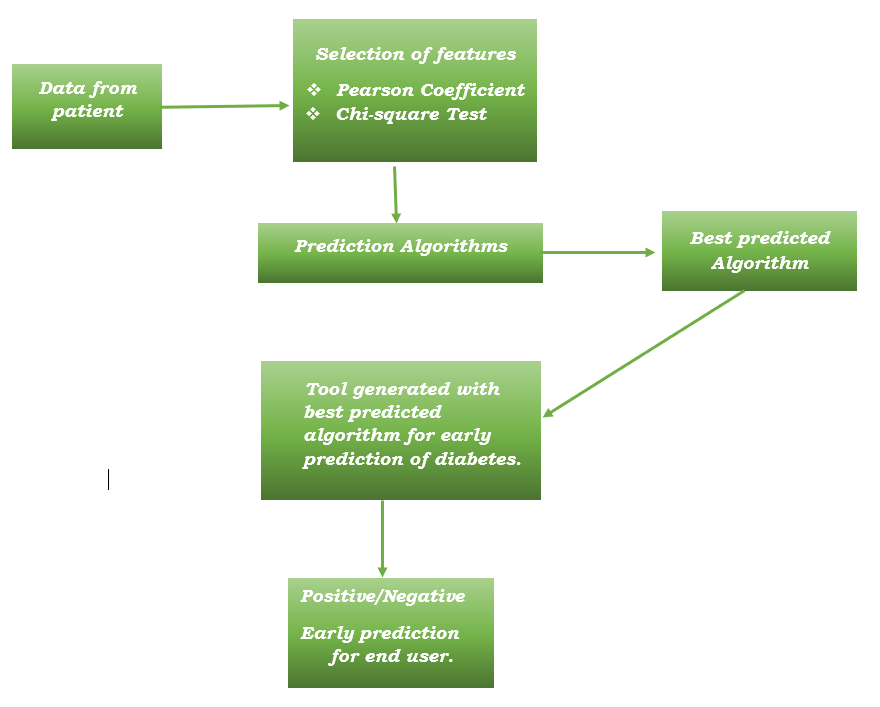 Data from
patient
Selection of features
❖ Pearson Coefficient
❖ Chi-square Test
Prediction Algorithms
Best predicted
Algorithm
Tool generated with
best predicted
algorithm for early
prediction of diabetes.
Positive/Negative
Early prediction
for end user.